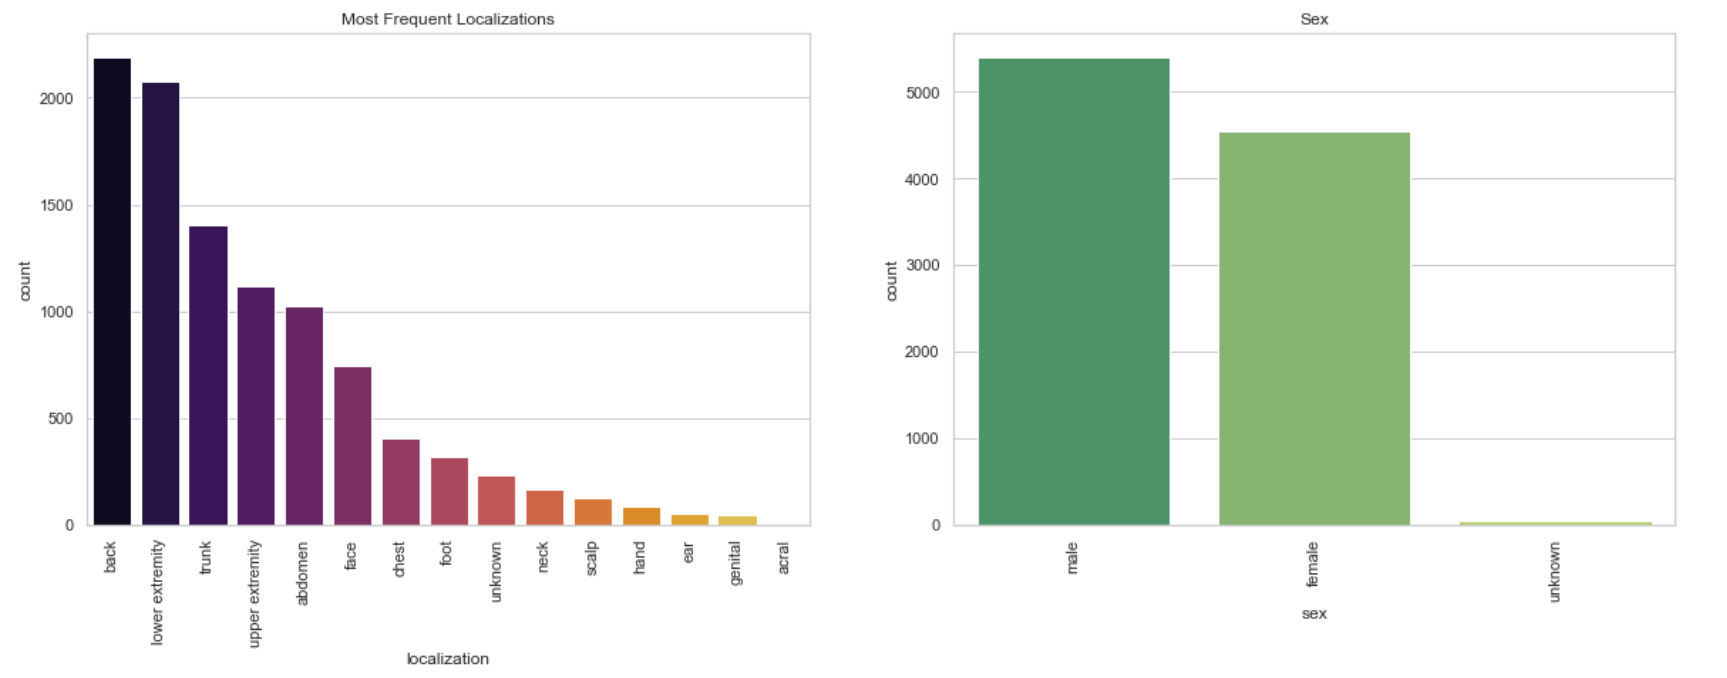 Most Frequent Localizations
count
2000
1500
1000
500
0
back
lower extremity
trunk
upper extremity
abdomen
face
chest
foot
unknown
neck
scalp
hand
ear
genital
acral
localization
Sex
count
5000
4000
3000
2000
1000
0
male
female
unknown
sex